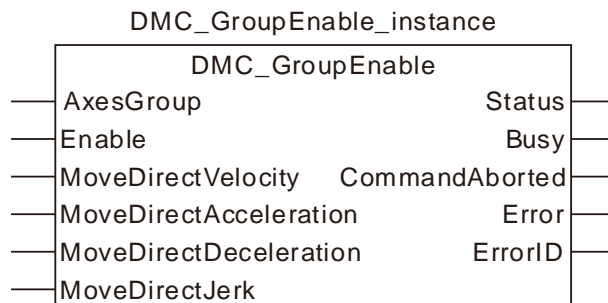 DMC_GroupEnable_instance
DMC_GroupEnable
AxesGroup Status
Enable Busy
MoveDirectVelocity CommandAborted
MoveDirectAcceleration Error
MoveDirectDeceleration ErrorID
MoveDirectJerk